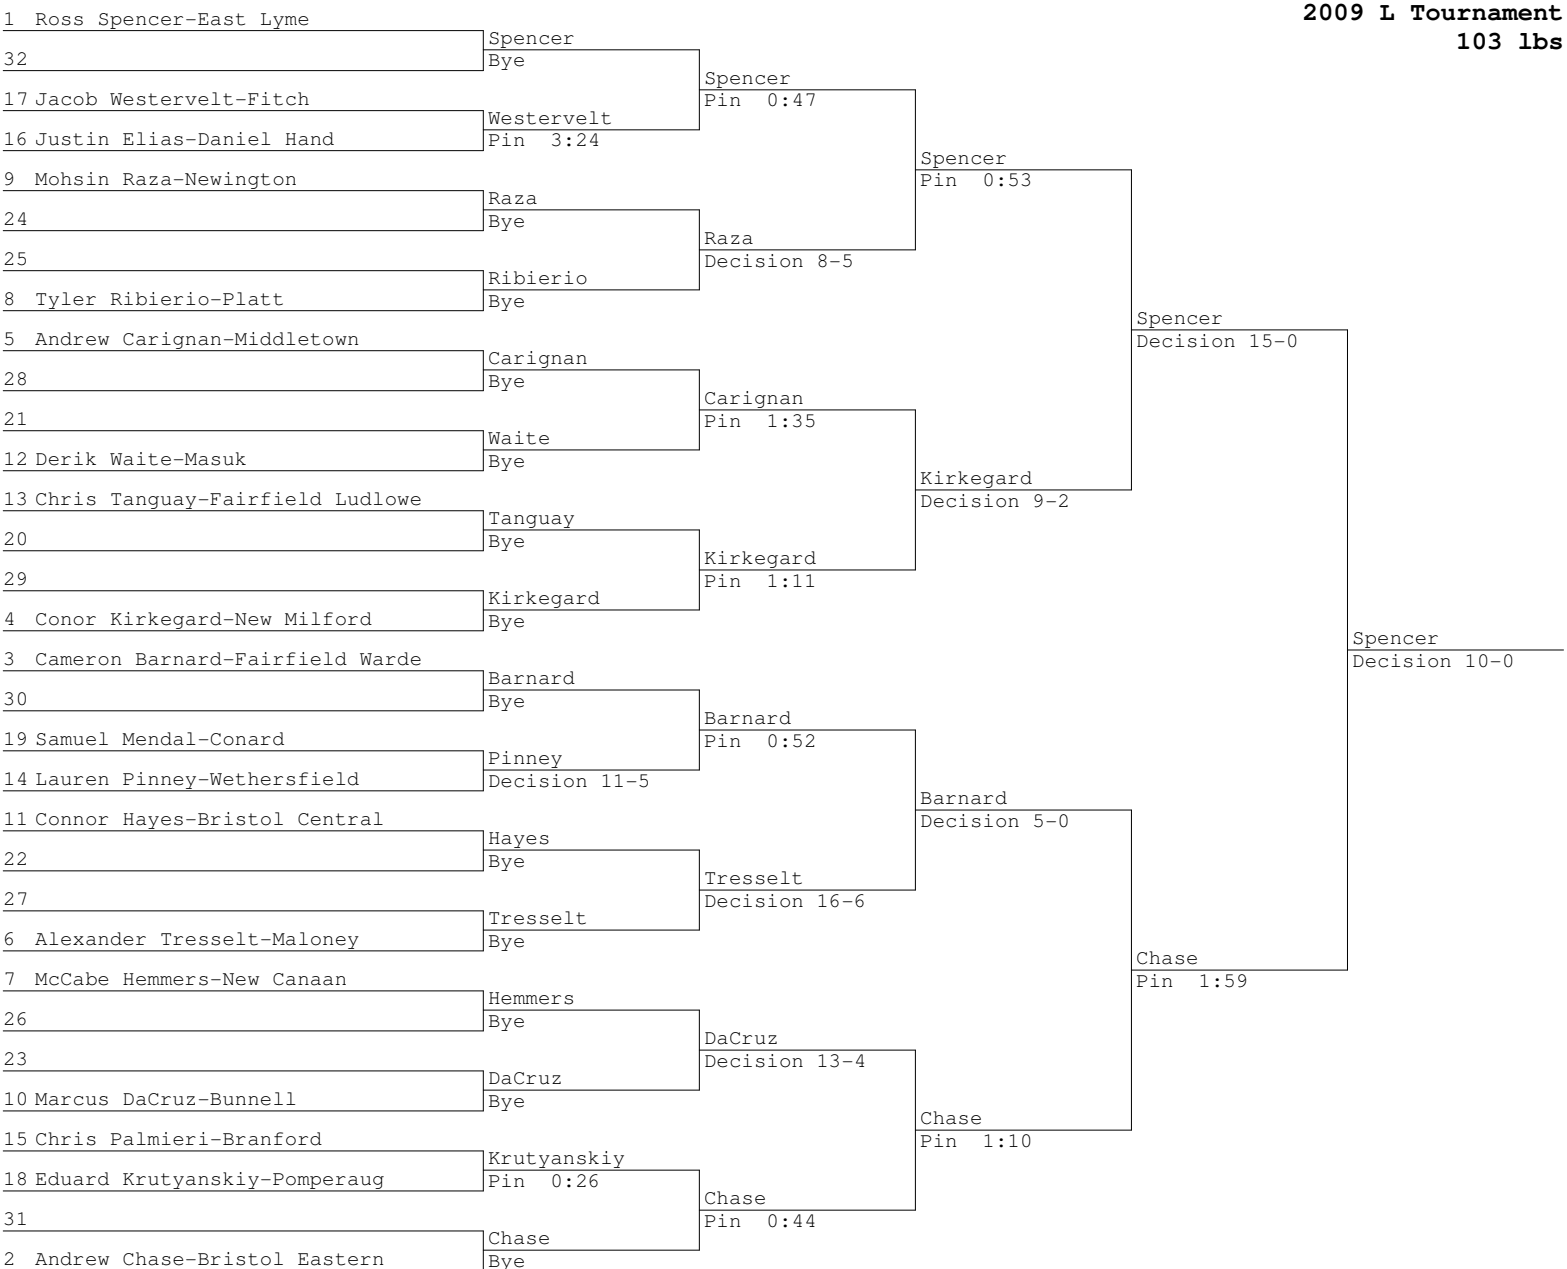 2009 L Tournament
103 lbs
1 Ross Spencer-East Lyme
32
17 Jacob Westervelt-Fitch
16 Justin Elias-Daniel Hand
9 Mohsin Raza-Newington
24
25
8 Tyler Ribierio-Platt
5 Andrew Carignan-Middletown
28
21
12 Derik Waite-Masuk
13 Chris Tanguay-Fairfield Ludlowe
20
29
4 Conor Kirkegard-New Milford
3 Cameron Barnard-Fairfield Warde
30
19 Samuel Mendal-Conard
14 Lauren Pinney-Wethersfield
11 Connor Hayes-Bristol Central
22
27
6 Alexander Tresselt-Maloney
7 McCabe Hemmers-New Canaan
26
23
10 Marcus DaCruz-Bunnell
15 Chris Palmieri-Branford
18 Eduard Krutyanskiy-Pomperaug
31
2 Andrew Chase-Bristol Eastern
Spencer
Bye
Westervelt
Pin 3:24
Raza
Bye
Ribierio
Bye
Carignan
Bye
Waite
Bye
Tanguay
Bye
Kirkegard
Bye
Barnard
Bye
Pinney
Decision 11-5
Hayes
Bye
Tresselt
Bye
Hemmers
Bye
DaCruz
Bye
Krutyanskiy
Pin 0:26
Chase
Bye
Spencer
Pin 0:47
Raza
Decision 8-5
Carignan
Pin 1:35
Kirkegard
Pin 1:11
Barnard
Pin 0:52
Tresselt
Decision 16-6
DaCruz
Decision 13-4
Chase
Pin 0:44
Spencer
Pin 0:53
Kirkegard
Decision 9-2
Barnard
Decision 5-0
Chase
Pin 1:10
Spencer
Decision 15-0
Chase
Pin 1:59
Spencer
Decision 10-0